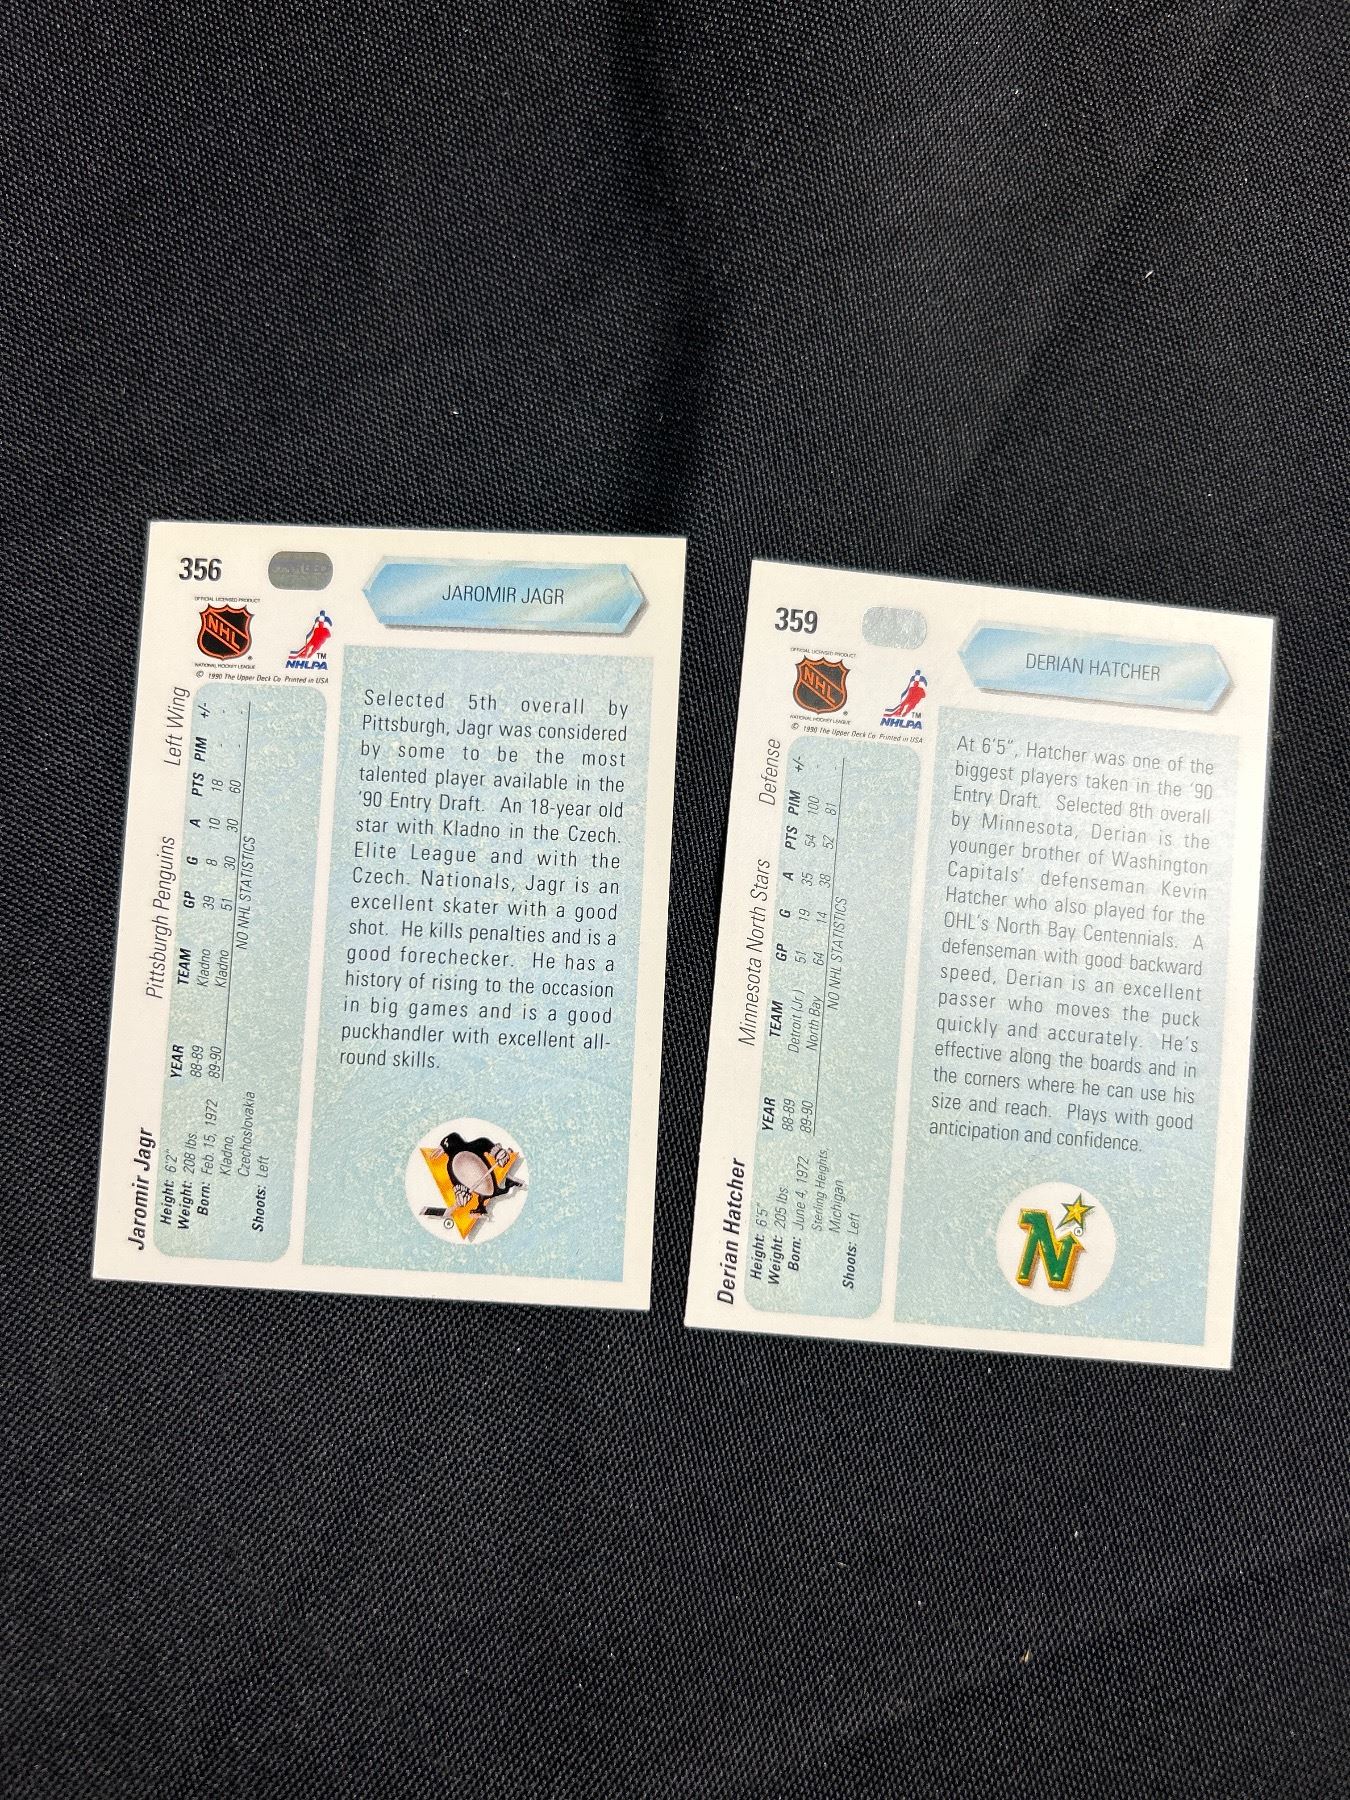 356
JAROMIR JAGR
OFFICIAL LICENSED PRODUCT
NHL
®
NATIONAL HOCKEY LEAGUE
TM
NHLPA
© 1990 The Upper Deck Co. Printed in USA
Jaromir Jagr Pittsburgh Penguins Left Wing
Height: 6'2"
Weight: 208 lbs
Born: Feb. 15, 1972
Kladno,
Czechoslovakia
Shoots: Left
YEAR TEAM GP G A PTS PIM +/-
88-89 Kladno 39 8 10 18 - -
89-90 Kladno 51 30 30 60 - -
NO NHL STATISTICS
Selected 5th overall by
Pittsburgh, Jagr was considered
by some to be the most
talented player available in the
'90 Entry Draft. An 18-year old
star with Kladno in the Czech.
Elite League and with the
Czech. Nationals, Jagr is an
excellent skater with a good
shot. He kills penalties and is a
good forechecker. He has a
history of rising to the occasion
in big games and is a good
puckhandler with excellent all-
round skills.
®
359
DERIAN HATCHER
OFFICIAL LICENSED PRODUCT
NHL
®
NATIONAL HOCKEY LEAGUE
TM
NHLPA
© 1990 The Upper Deck Co. Printed in USA
Derian Hatcher Minnesota North Stars Defense
Height: 6'5"
Weight: 205 lbs
Born: June 4, 1972
Sterling Heights,
Michigan
Shoots: Left
YEAR TEAM GP G A PTS PIM +/-
88-89 Detroit (Jr.) 51 19 35 54 100 -
89-90 North Bay 64 14 38 52 81 -
NO NHL STATISTICS
At 6'5", Hatcher was one of the
biggest players taken in the '90
Entry Draft. Selected 8th overall
by Minnesota, Derian is the
younger brother of Washington
Capitals' defenseman Kevin
Hatcher who also played for the
OHL's North Bay Centennials. A
defenseman with good backward
speed, Derian is an excellent
passer who moves the puck
quickly and accurately. He's
effective along the boards and in
the corners where he can use his
size and reach. Plays with good
anticipation and confidence.
N
®